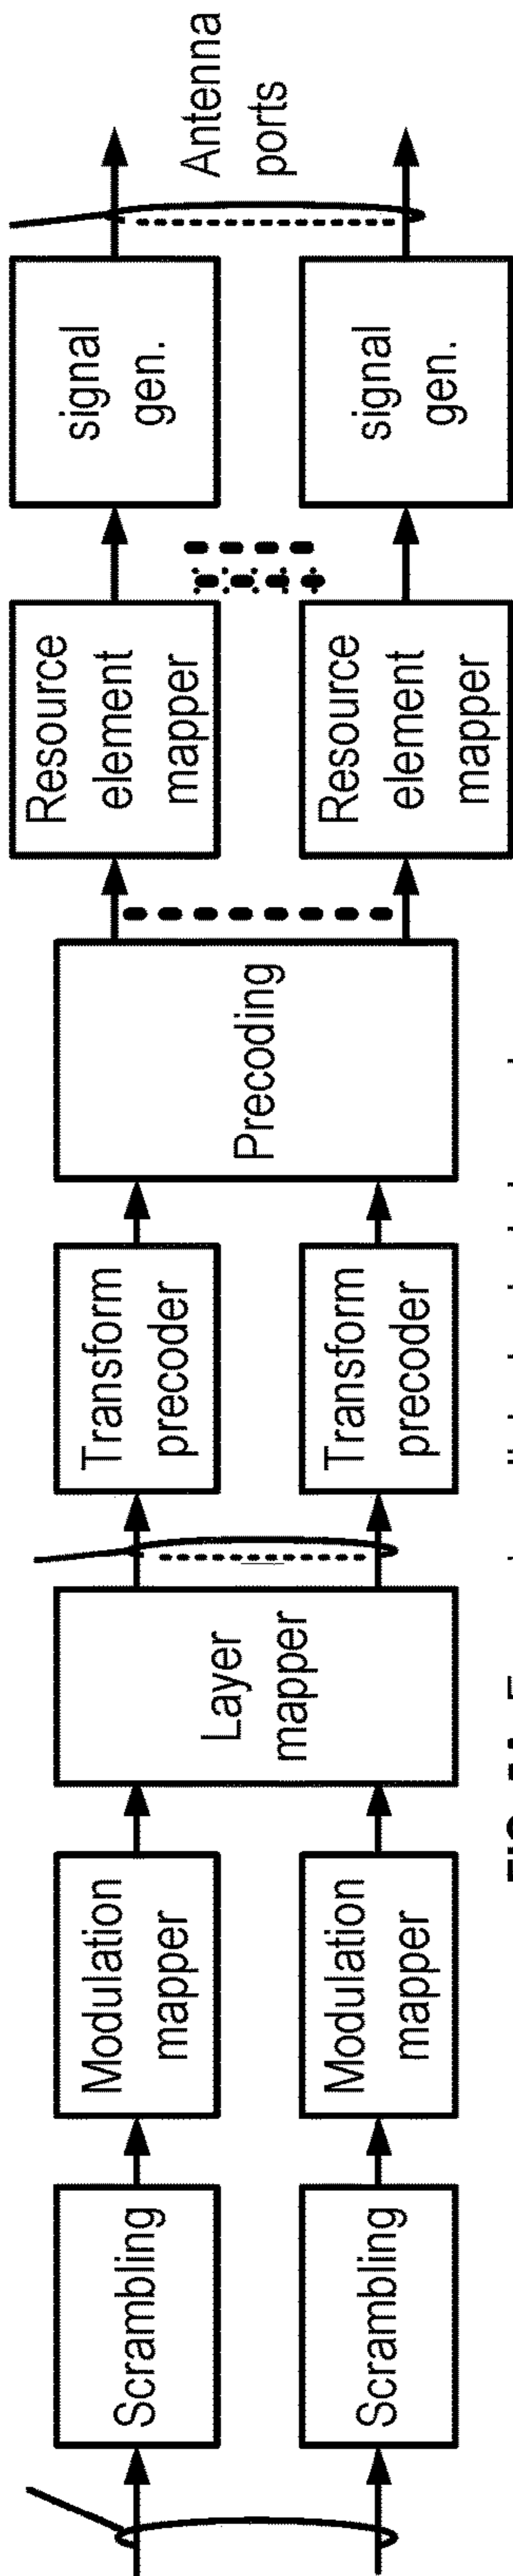 Scrambling
Modulation
mapper
Layer
mapper
Transform
precoder
Precoding
Resource
element
mapper
signal
gen.
Antenna
ports
Scrambling
Modulation
mapper
Transform
precoder
Resource
element
mapper
signal
gen.